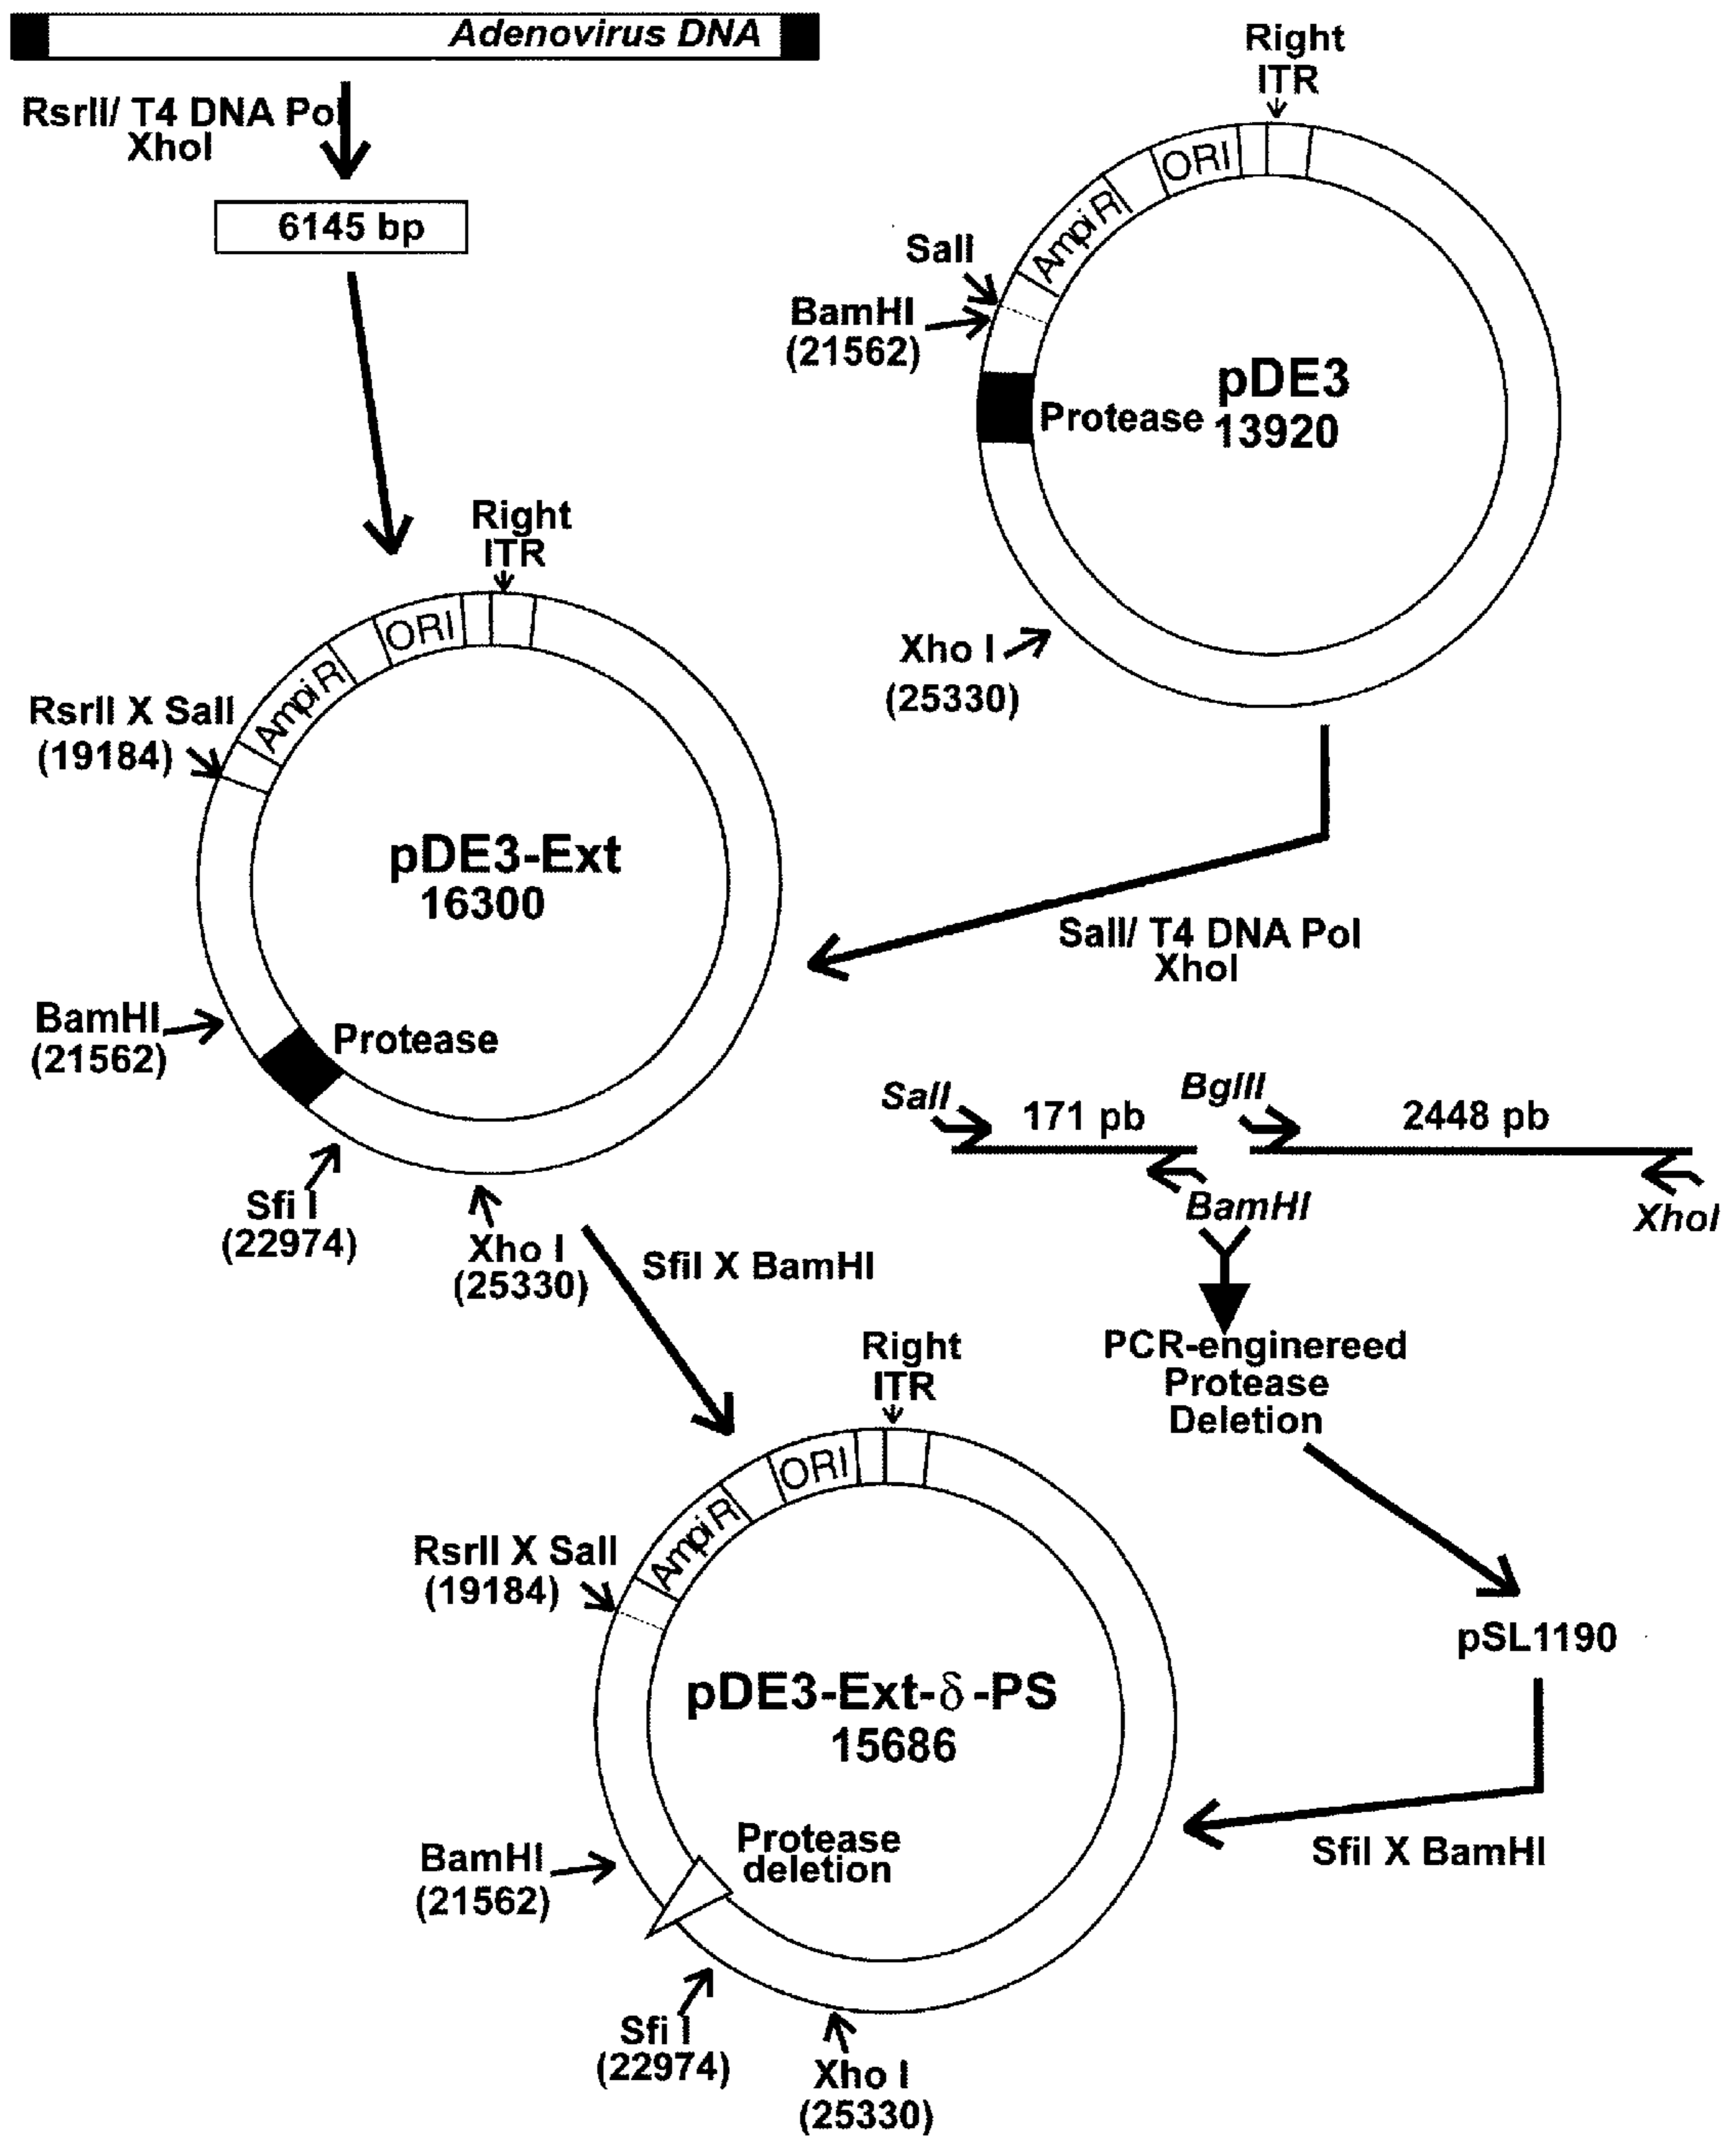 Adenovirus DNA
RsrII/ T4 DNA Pol
XhoI
6145 bp
Right
ITR
ORI
AmpiR
SalI
BamHI
(21562)
pDE3
13920
Protease
Xho I
(25330)
Right
ITR
ORI
AmpiR
RsrII X SalI
(19184)
pDE3-Ext
16300
SalI/ T4 DNA Pol
XhoI
BamHI
(21562)
Protease
Sfi I
(22974)
Xho I
(25330)
SfiI X BamHI
SalI
171 pb
BglII
2448 pb
BamHI
XhoI
PCR-enginereed
Protease
Deletion
pSL1190
SfiI X BamHI
Right
ITR
ORI
AmpiR
RsrII X SalI
(19184)
pDE3-Ext-δ-PS
15686
BamHI
(21562)
Protease
deletion
Sfi I
(22974)
Xho I
(25330)